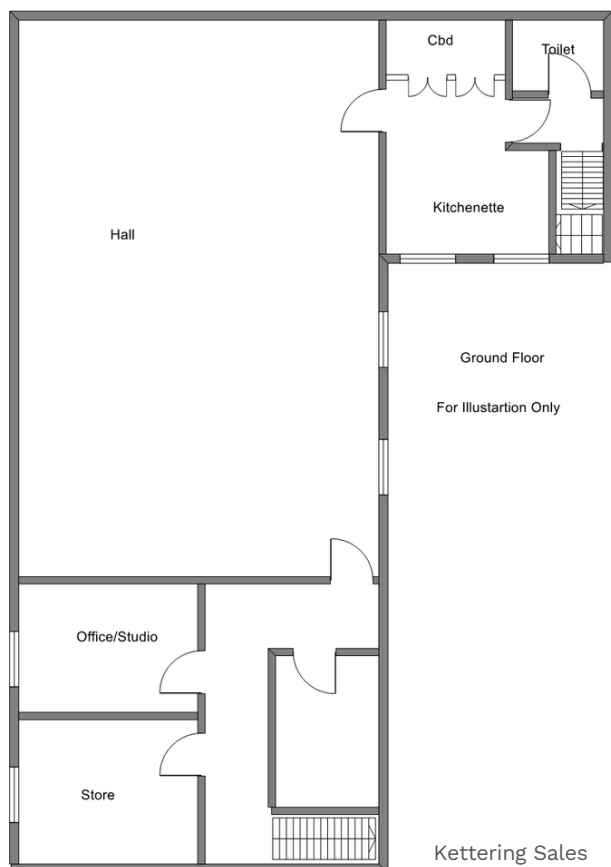 Cbd
Toilet
Kitchenette
Hall
Ground Floor
For Illustartion Only
Office/Studio
Store
Kettering Sales